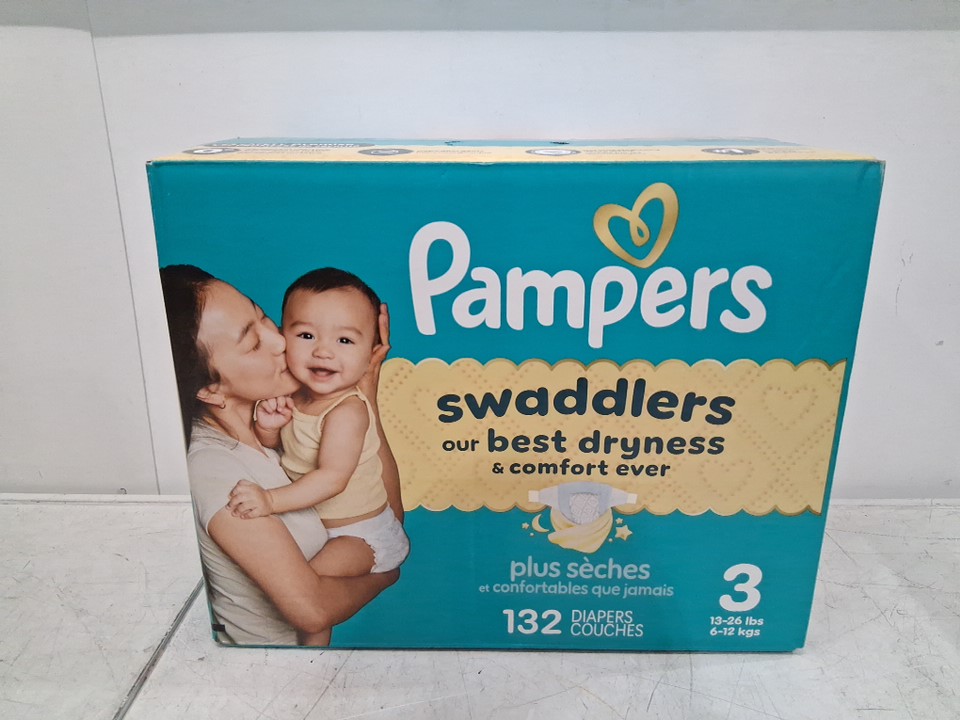 Pampers
swaddlers
our best dryness
& comfort ever
plus sèches
et confortables que jamais
132 DIAPERS
COUCHES
3
13-26 lbs
6-12 kgs